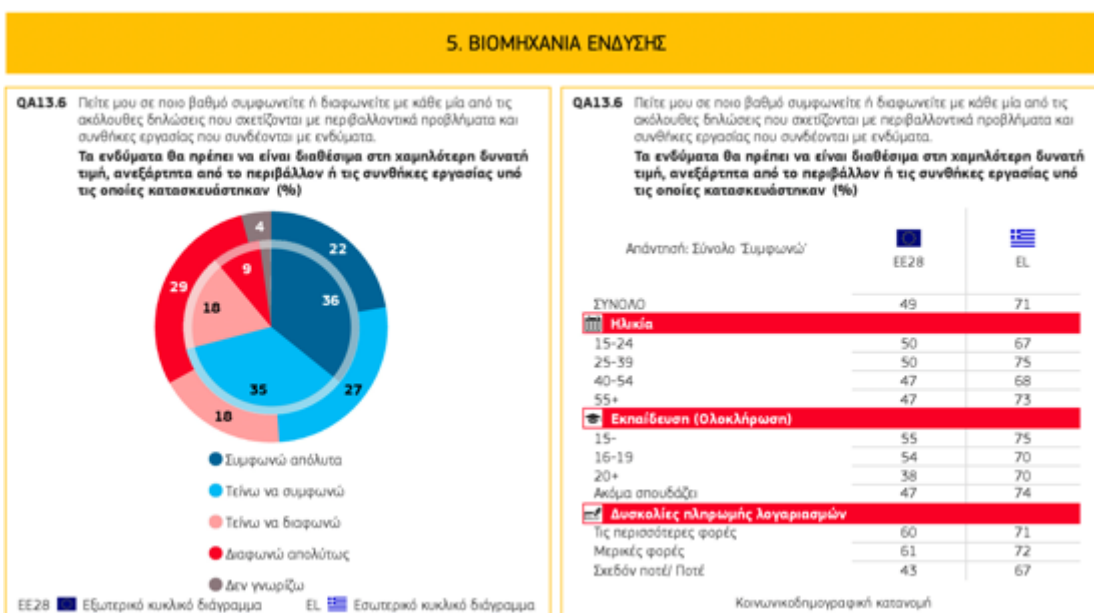 5. ΒΙΟΜΗΧΑΝΙΑ ΕΝΔΥΣΗΣ
QA13.6 Πείτε μου σε ποιο βαθμό συμφωνείτε ή διαφωνείτε με κάθε μία από τις
ακόλουθες δηλώσεις που σχετίζονται με περιβαλλοντικά προβλήματα και
συνθήκες εργασίας που συνδέονται με ενδύματα.
Τα ενδύματα θα πρέπει να είναι διαθέσιμα στη χαμηλότερη δυνατή
τιμή, ανεξάρτητα από το περιβάλλον ή τις συνθήκες εργασίας υπό
τις οποίες κατασκευάστηκαν (%)
4
22
9
29
36
18
35
27
18
Συμφωνώ απόλυτα
Τείνω να συμφωνώ
Τείνω να διαφωνώ
Διαφωνώ απολύτως
Δεν γνωρίζω
ΕΕ28 Εξωτερικό κυκλικό διάγραμμα EL Εσωτερικό κυκλικό διάγραμμα
QA13.6 Πείτε μου σε ποιο βαθμό συμφωνείτε ή διαφωνείτε με κάθε μία από τις
ακόλουθες δηλώσεις που σχετίζονται με περιβαλλοντικά προβλήματα και
συνθήκες εργασίας που συνδέονται με ενδύματα.
Τα ενδύματα θα πρέπει να είναι διαθέσιμα στη χαμηλότερη δυνατή
τιμή, ανεξάρτητα από το περιβάλλον ή τις συνθήκες εργασίας υπό
τις οποίες κατασκευάστηκαν (%)
Απάντησή: Σύνολο 'Συμφωνώ' ΕΕ28 EL
ΣΥΝΟΛΟ 49 71
Ηλικία
15-24 50 67
25-39 50 75
40-54 47 68
55+ 47 73
Εκπαίδευση (Ολοκλήρωση)
15- 55 75
16-19 54 70
20+ 38 70
Ακόμα σπουδάζει 47 74
Δυσκολίες πληρωμής λογαριασμών
Τις περισσότερες φορές 60 71
Μερικές φορές 61 72
Σχεδόν ποτέ/ Ποτέ 43 67
Κοινωνικοδημογραφική κατανομή